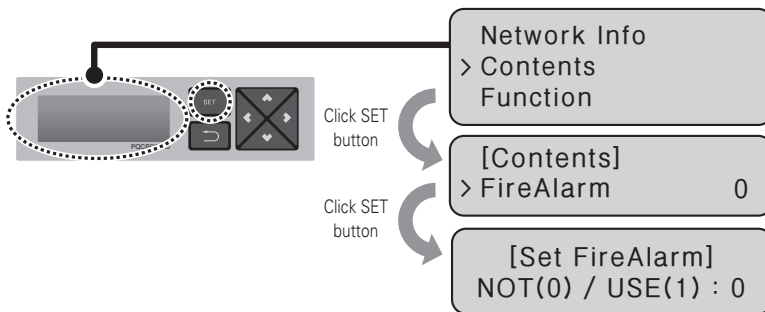 Network Info
> Contents
Function
SET
Click SET
button
[Contents]
> FireAlarm 0
Click SET
button
[Set FireAlarm]
NOT(0) / USE(1) : 0